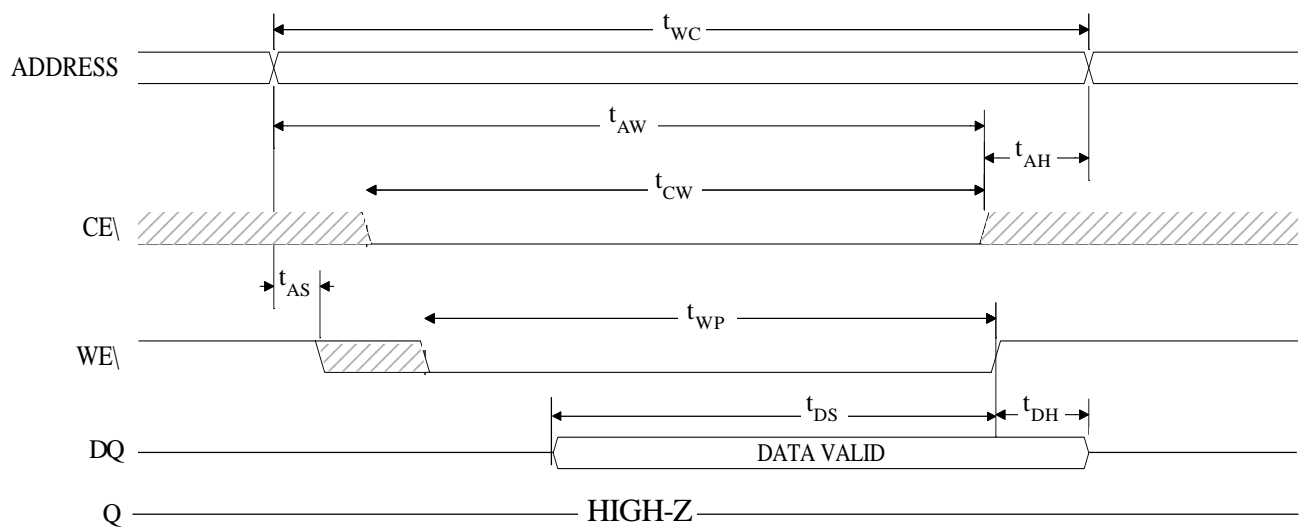 tWC
ADDRESS
tAW
tAH
tCW
CE\
tAS
tWP
WE\
tDS
tDH
DQ
DATA VALID
Q
HIGH-Z